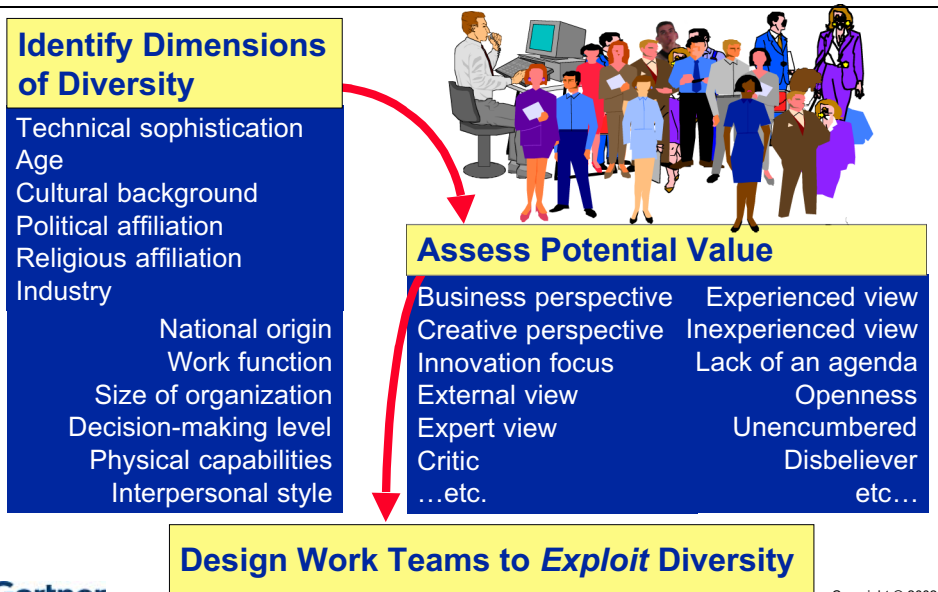 Identify Dimensions
of Diversity
Technical sophistication
Age
Cultural background
Political affiliation
Religious affiliation
Industry
National origin
Work function
Size of organization
Decision-making level
Physical capabilities
Interpersonal style
Assess Potential Value
Business perspective
Creative perspective
Innovation focus
External view
Expert view
Critic
…etc.
Experienced view
Inexperienced view
Lack of an agenda
Openness
Unencumbered
Disbeliever
etc…
Design Work Teams to Exploit Diversity